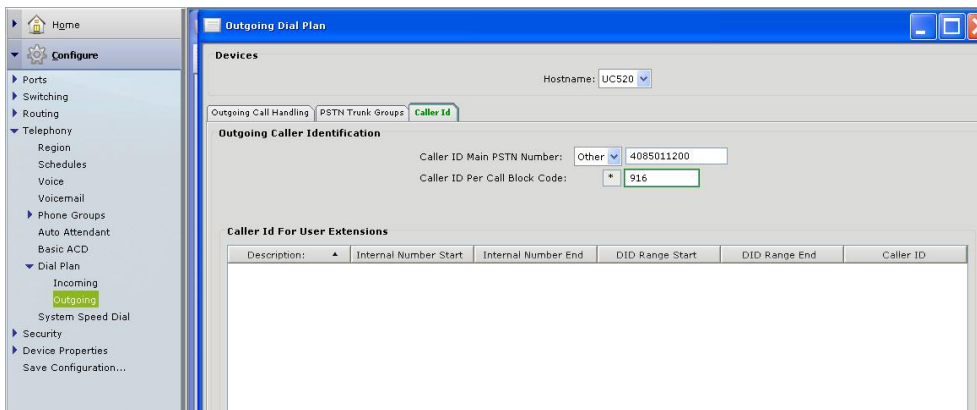 Home
Configure
Ports
Switching
Routing
Telephony
Region
Schedules
Voice
Voicemail
Phone Groups
Auto Attendant
Basic ACD
Dial Plan
Incoming
Outgoing
System Speed Dial
Security
Device Properties
Save Configuration...
Outgoing Dial Plan
Devices
Hostname: UC520
Outgoing Call Handling PSTN Trunk Groups Caller Id
Outgoing Caller Identification
Caller ID Main PSTN Number: Other 4085011200
Caller ID Per Call Block Code: * 916
Caller Id For User Extensions
Description: Internal Number Start Internal Number End DID Range Start DID Range End Caller ID